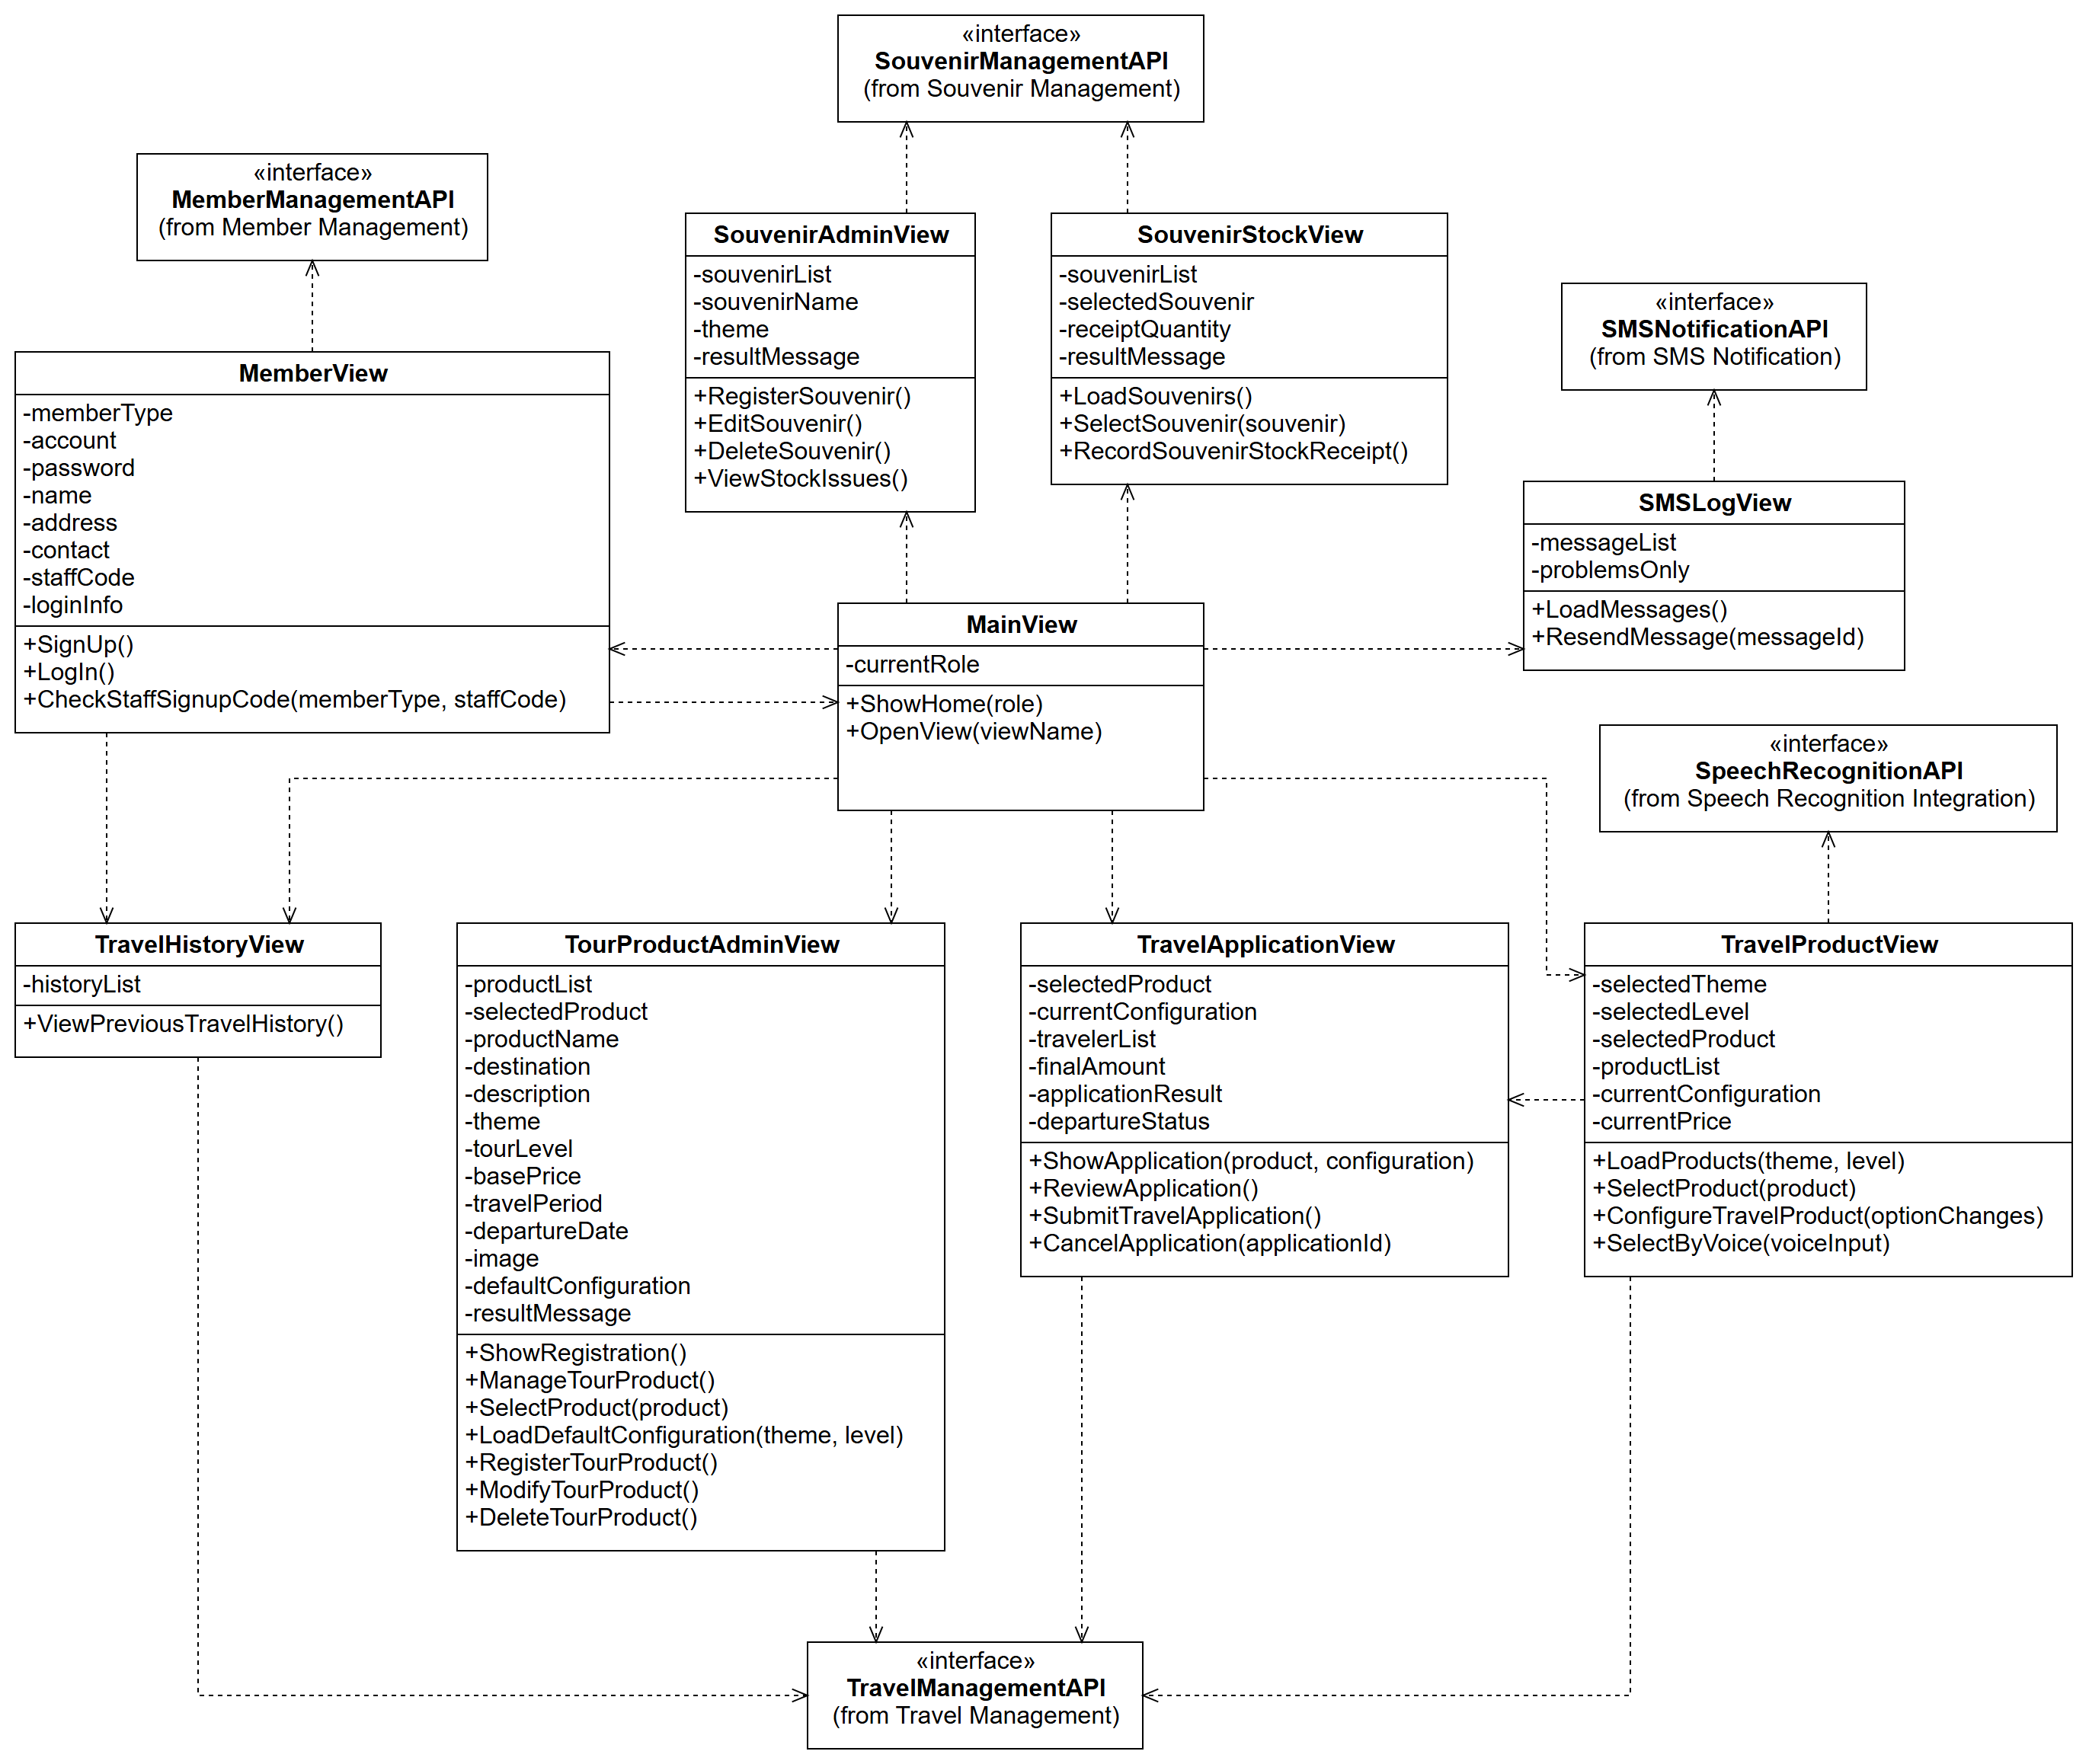 «interface»
SouvenirManagementAPI
(from Souvenir Management)
«interface»
MemberManagementAPI
(from Member Management)
SouvenirAdminView
-souvenirList
-souvenirName
-theme
-resultMessage
+RegisterSouvenir()
+EditSouvenir()
+DeleteSouvenir()
+ViewStockIssues()
SouvenirStockView
-souvenirList
-selectedSouvenir
-receiptQuantity
-resultMessage
+LoadSouvenirs()
+SelectSouvenir(souvenir)
+RecordSouvenirStockReceipt()
«interface»
SMSNotificationAPI
(from SMS Notification)
MemberView
-memberType
-account
-password
-name
-address
-contact
-staffCode
-loginInfo
+SignUp()
+LogIn()
+CheckStaffSignupCode(memberType, staffCode)
SMSLogView
-messageList
-problemsOnly
+LoadMessages()
+ResendMessage(messageId)
MainView
-currentRole
+ShowHome(role)
+OpenView(viewName)
«interface»
SpeechRecognitionAPI
(from Speech Recognition Integration)
TravelHistoryView
-historyList
+ViewPreviousTravelHistory()
TourProductAdminView
-productList
-selectedProduct
-productName
-destination
-description
-theme
-tourLevel
-basePrice
-travelPeriod
-departureDate
-image
-defaultConfiguration
-resultMessage
+ShowRegistration()
+ManageTourProduct()
+SelectProduct(product)
+LoadDefaultConfiguration(theme, level)
+RegisterTourProduct()
+ModifyTourProduct()
+DeleteTourProduct()
TravelApplicationView
-selectedProduct
-currentConfiguration
-travelerList
-finalAmount
-applicationResult
-departureStatus
+ShowApplication(product, configuration)
+ReviewApplication()
+SubmitTravelApplication()
+CancelApplication(applicationId)
TravelProductView
-selectedTheme
-selectedLevel
-selectedProduct
-productList
-currentConfiguration
-currentPrice
+LoadProducts(theme, level)
+SelectProduct(product)
+ConfigureTravelProduct(optionChanges)
+SelectByVoice(voiceInput)
«interface»
TravelManagementAPI
(from Travel Management)